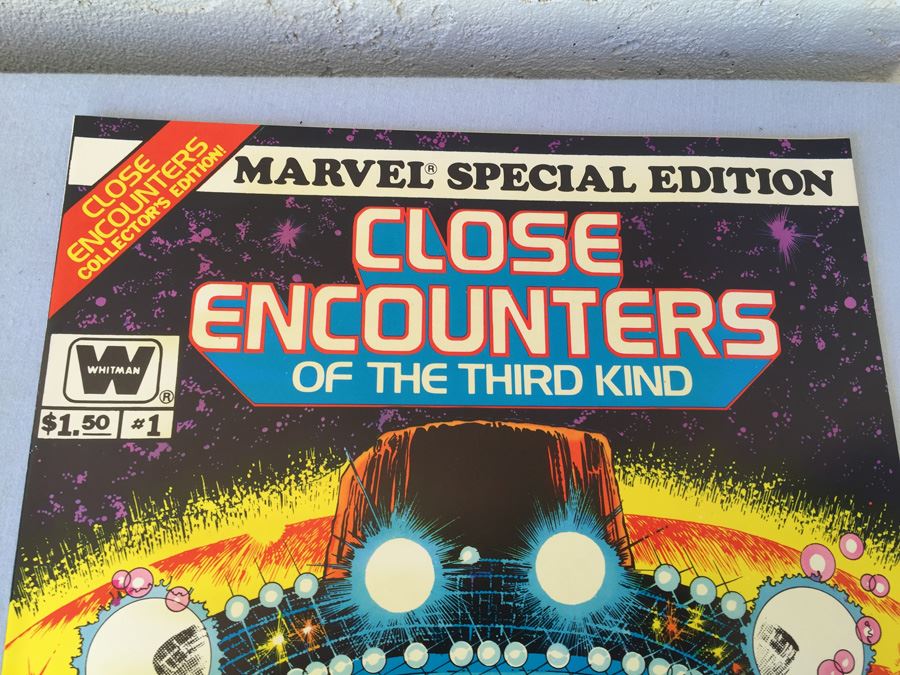 CLOSE
ENCOUNTERS
COLLECTOR'S EDITION!
MARVEL® SPECIAL EDITION
CLOSE
ENCOUNTERS
OF THE THIRD KIND
W
WHITMAN
®
$1.50 #1